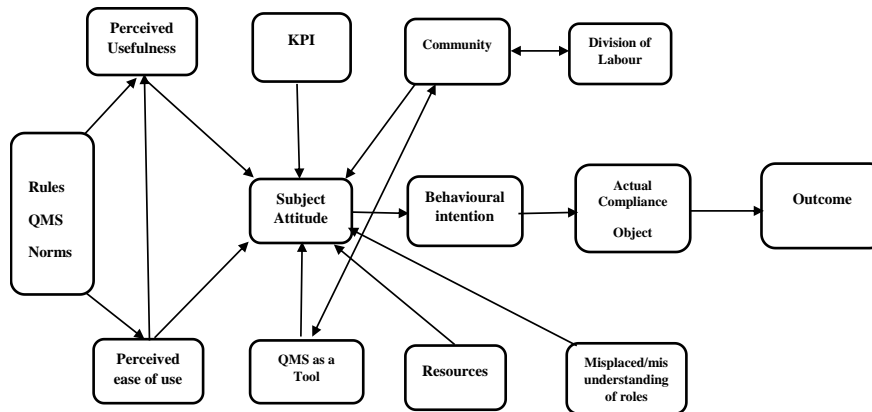 Perceived
Usefulness
KPI
Community
Division of
Labour
Rules
QMS
Norms
Subject
Attitude
Behavioural
intention
Actual
Compliance
Object
Outcome
Perceived
ease of use
QMS as a
Tool
Resources
Misplaced/mis
understanding
of roles